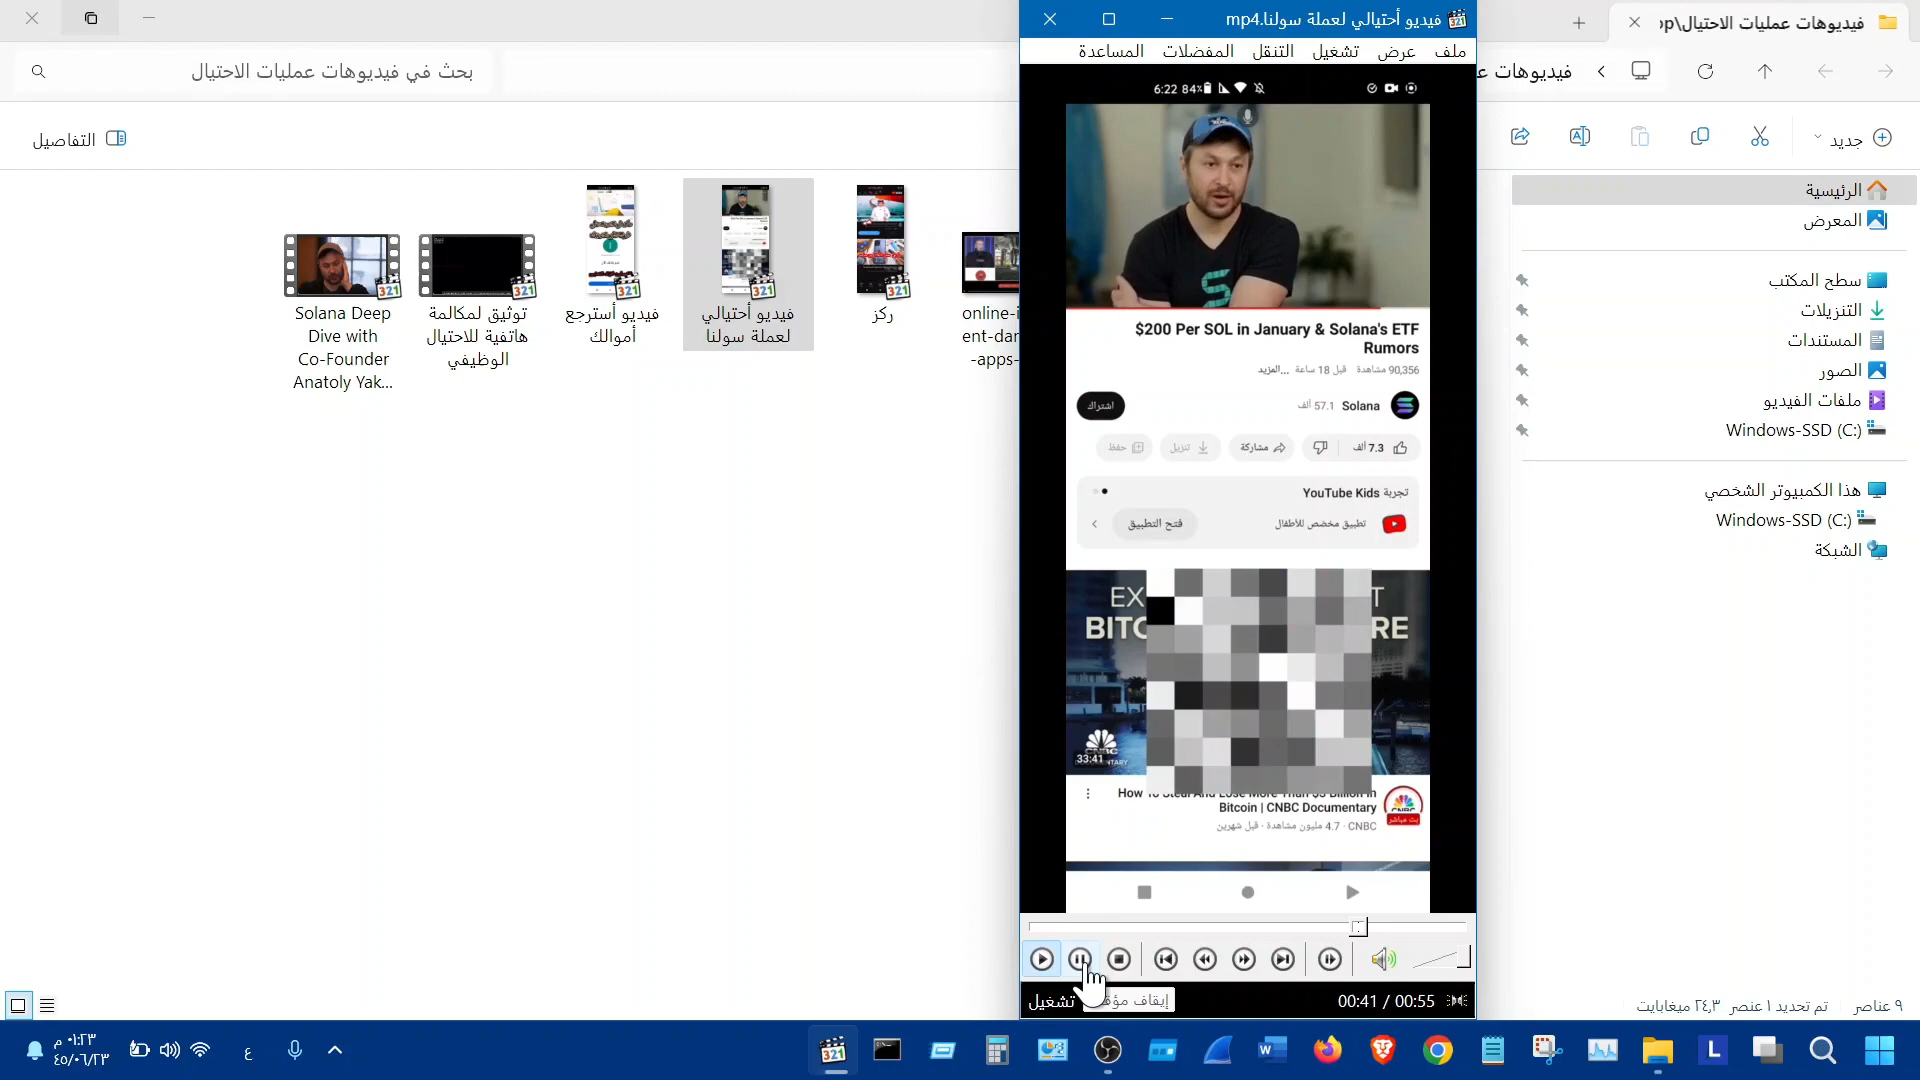 فيديوهات عمليات الاحتيال\op
بحث في فيديوهات عمليات الاحتيال
جديد
التفاصيل
الرئيسية
المعرض
سطح المكتب
التنزيلات
المستندات
الصور
ملفات الفيديو
Windows-SSD (C:)
هذا الكمبيوتر الشخصي
Windows-SSD (C:)
الشبكة
ركز
فيديو أحتيالي
لعملة سولنا
فيديو أسترجع
أموالك
توثيق لمكالمة
هاتفية للاحتيال
الوظيفي
Solana Deep
Dive with
Co-Founder
Anatoly Yak...
فيديو أحتيالي لعملة سولنا.mp4
ملف عرض تشغيل التنقل المفضلات المساعدة
6:22 84%
$200 Per SOL in January & Solana's ETF
Rumors
90,356 مشاهدة قبل 18 ساعة ...المزيد
Solana 57.1 ألف
اشتراك
7.3 ألف
مشاركة
تنزيل
حفظ
تجربة YouTube Kids
تطبيق مخصص للأطفال
فتح التطبيق
33:41
Bitcoin | CNBC Documentary
CNBC · 4.7 مليون مشاهدة · قبل شهرين
بث مباشر
تشغيل
00:41 / 00:55
٩ عناصر
تم تحديد ١ عنصر ٢٤,٣ ميغابايت
٠١:٢٣ م
٤٥/٠٦/٢٣
ع